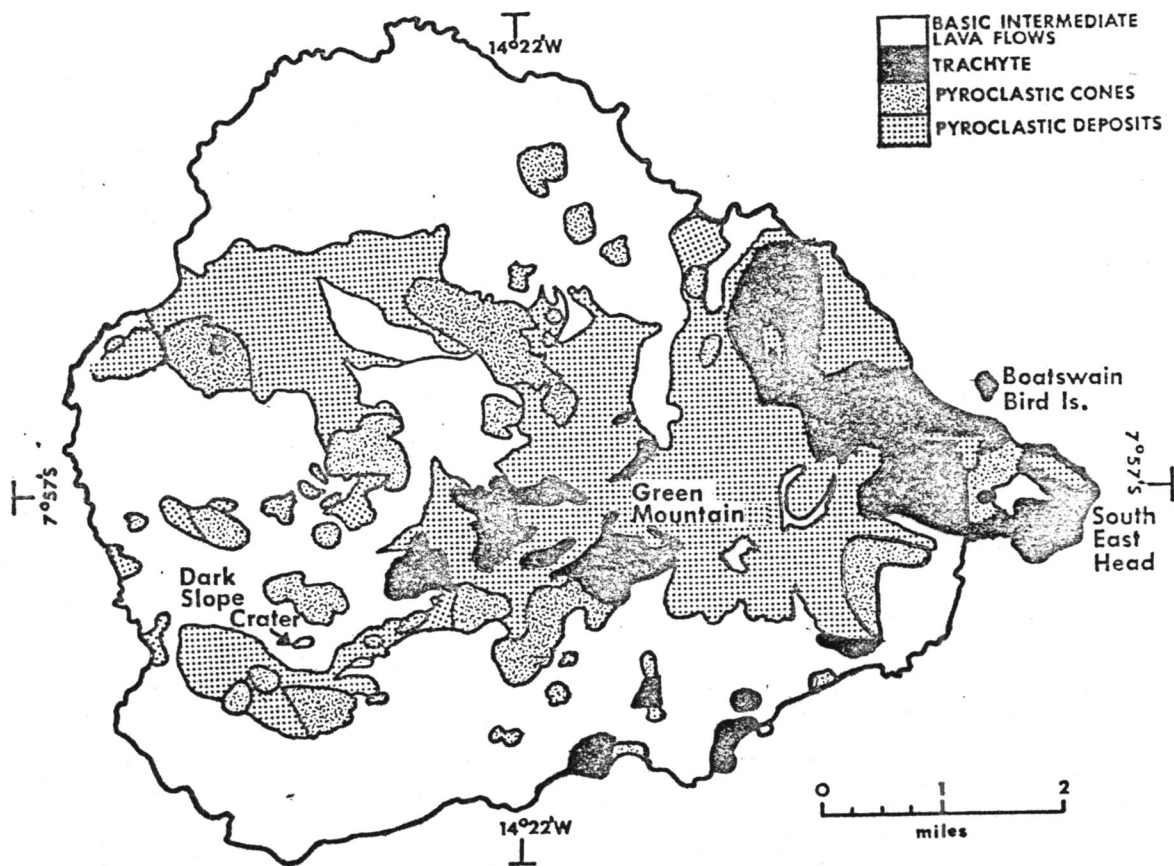 14°22'W
BASIC INTERMEDIATE
LAVA FLOWS
TRACHYTE
PYROCLASTIC CONES
PYROCLASTIC DEPOSITS
Boatswain
Bird Is.
7°57'S
7°57'S
Green
Mountain
South
East
Head
Dark
Slope
Crater
0 1 2
miles
14°22'W